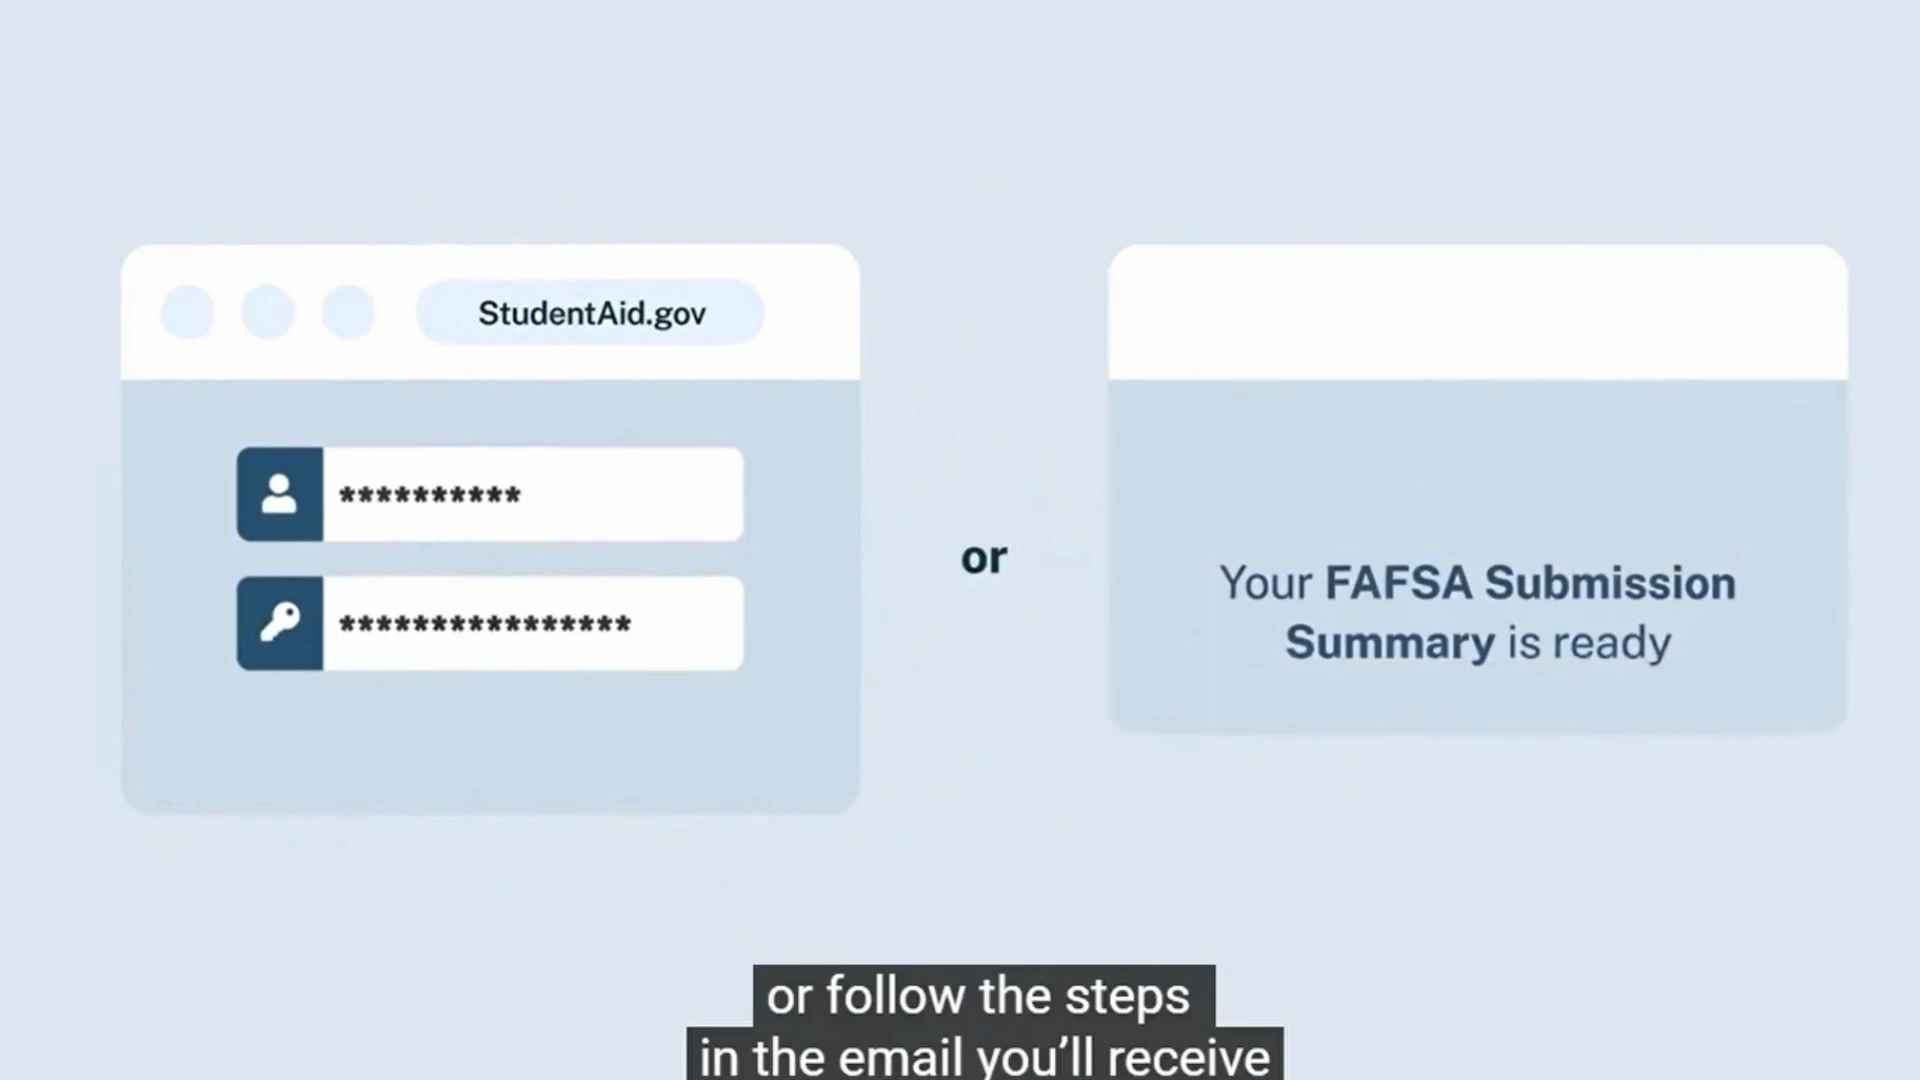 StudentAid.gov
**********
****************
or
Your FAFSA Submission
Summary is ready
or follow the steps
in the email you’ll receive